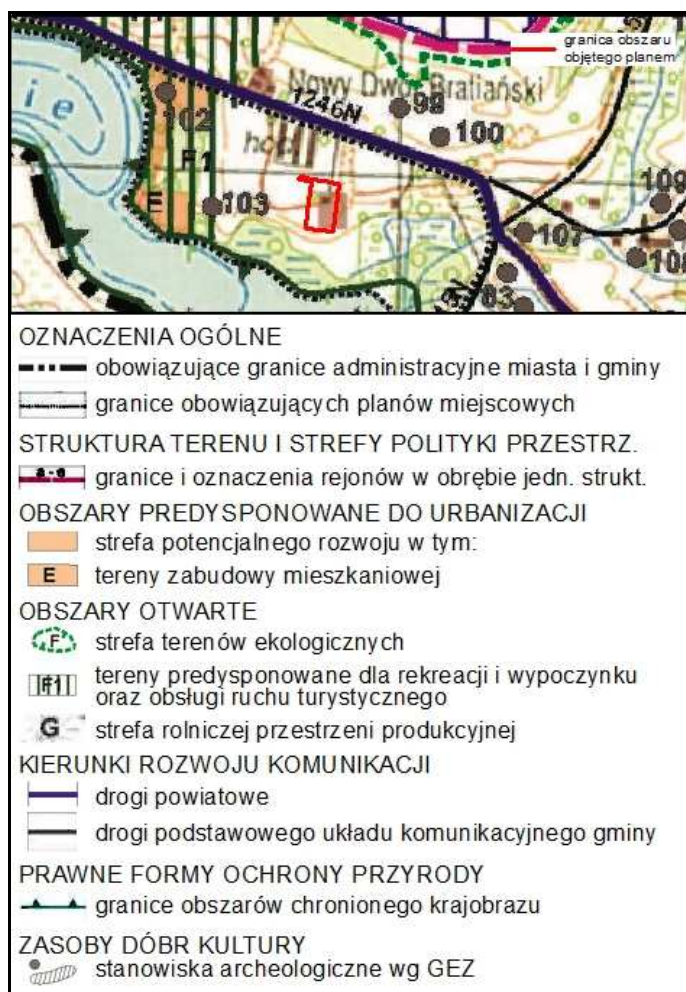 granica obszaru
objętego planem
Nowy Dwór Bratiański
1246N
ie
102
99
100
hod
F1
109
E
103
107
108
83
OZNACZENIA OGÓLNE
obowiązujące granice administracyjne miasta i gminy
granice obowiązujących planów miejscowych
STRUKTURA TERENU I STREFY POLITYKI PRZESTRZ.
a-e granice i oznaczenia rejonów w obrębie jedn. strukt.
OBSZARY PREDYSPONOWANE DO URBANIZACJI
strefa potencjalnego rozwoju w tym:
E tereny zabudowy mieszkaniowej
OBSZARY OTWARTE
F strefa terenów ekologicznych
F1 tereny predysponowane dla rekreacji i wypoczynku
oraz obsługi ruchu turystycznego
G strefa rolniczej przestrzeni produkcyjnej
KIERUNKI ROZWOJU KOMUNIKACJI
drogi powiatowe
drogi podstawowego układu komunikacyjnego gminy
PRAWNE FORMY OCHRONY PRZYRODY
granice obszarów chronionego krajobrazu
ZASOBY DÓBR KULTURY
stanowiska archeologiczne wg GEZ